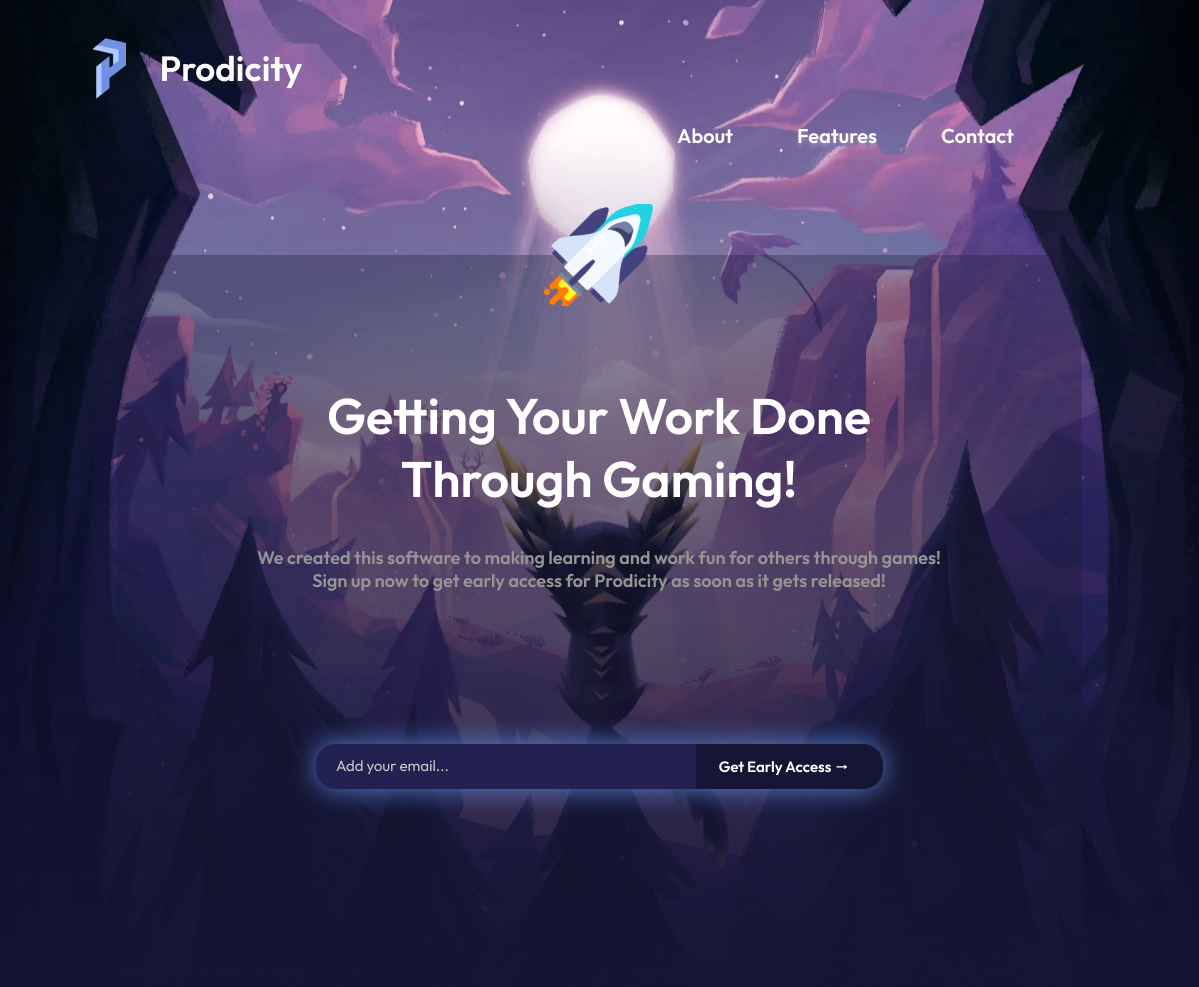 Prodicity
About Features Contact
Getting Your Work Done
Through Gaming!
We created this software to making learning and work fun for others through games!
Sign up now to get early access for Prodicity as soon as it gets released!
Add your email... Get Early Access →